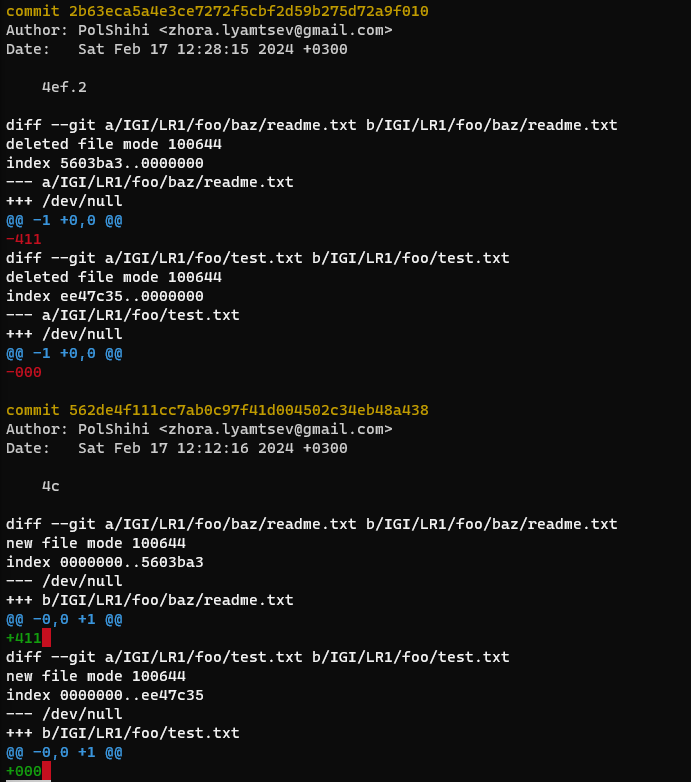 commit 2b63eca5a4e3ce7272f5cbf2d59b275d72a9f010
Author: PolShihi <zhora.lyamtsev@gmail.com>
Date:   Sat Feb 17 12:28:15 2024 +0300
4ef.2
diff --git a/IGI/LR1/foo/baz/readme.txt b/IGI/LR1/foo/baz/readme.txt
deleted file mode 100644
index 5603ba3..0000000
--- a/IGI/LR1/foo/baz/readme.txt
+++ /dev/null
@@ -1 +0,0 @@
-411
diff --git a/IGI/LR1/foo/test.txt b/IGI/LR1/foo/test.txt
deleted file mode 100644
index ee47c35..0000000
--- a/IGI/LR1/foo/test.txt
+++ /dev/null
@@ -1 +0,0 @@
-000
commit 562de4f111cc7ab0c97f41d004502c34eb48a438
Author: PolShihi <zhora.lyamtsev@gmail.com>
Date:   Sat Feb 17 12:12:16 2024 +0300
4c
diff --git a/IGI/LR1/foo/baz/readme.txt b/IGI/LR1/foo/baz/readme.txt
new file mode 100644
index 0000000..5603ba3
--- /dev/null
+++ b/IGI/LR1/foo/baz/readme.txt
@@ -0,0 +1 @@
+411
diff --git a/IGI/LR1/foo/test.txt b/IGI/LR1/foo/test.txt
new file mode 100644
index 0000000..ee47c35
--- /dev/null
+++ b/IGI/LR1/foo/test.txt
@@ -0,0 +1 @@
+000